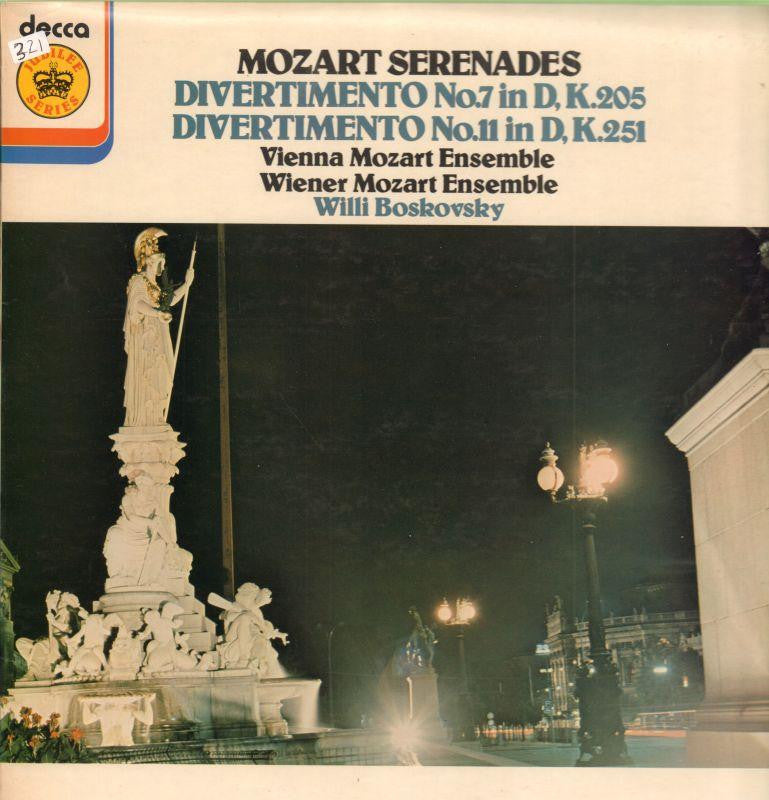 decca
321
JUBILEE
SERIES
MOZART SERENADES
DIVERTIMENTO No.7 in D, K.205
DIVERTIMENTO No.11 in D, K.251
Vienna Mozart Ensemble
Wiener Mozart Ensemble
Willi Boskovsky